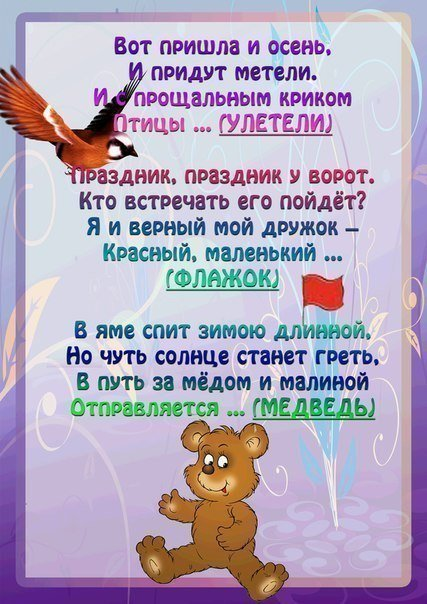 Вот пришла и осень,
И придут метели.
И с прощальным криком
Птицы ... (УЛЕТЕЛИ)
Праздник, праздник у ворот.
Кто встречать его пойдёт?
Я и верный мой дружок –
Красный, маленький ...
(ФЛАЖОК)
В яме спит зимою длинной,
Но чуть солнце станет греть,
В путь за мёдом и малиной
Отправляется ... (МЕДВЕДЬ)